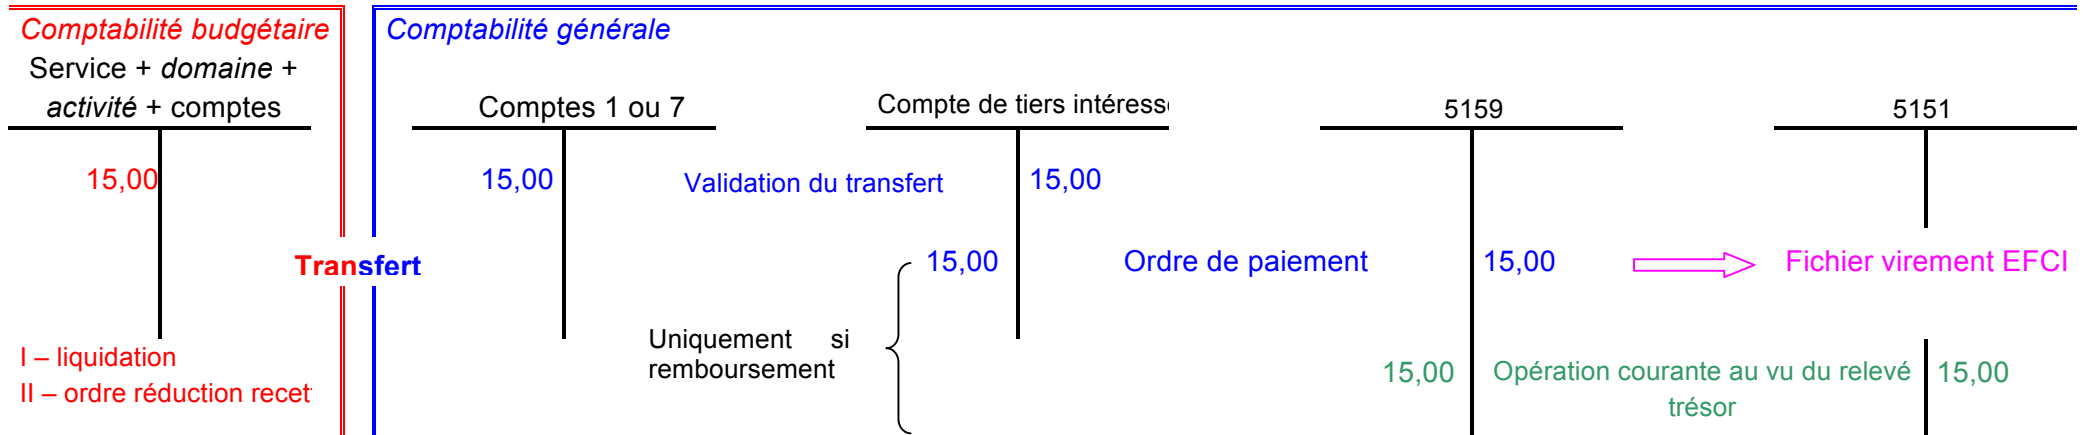 Comptabilité budgétaire
Service + domaine +
activité + comptes
15,00
Transfert
I – liquidation
II – ordre réduction recet
Comptabilité générale
Comptes 1 ou 7
Compte de tiers intéress
5159
5151
15,00
Validation du transfert
15,00
15,00
Ordre de paiement
15,00
Fichier virement EFCI
Uniquement si
remboursement
15,00
Opération courante au vu du relevé
trésor
15,00